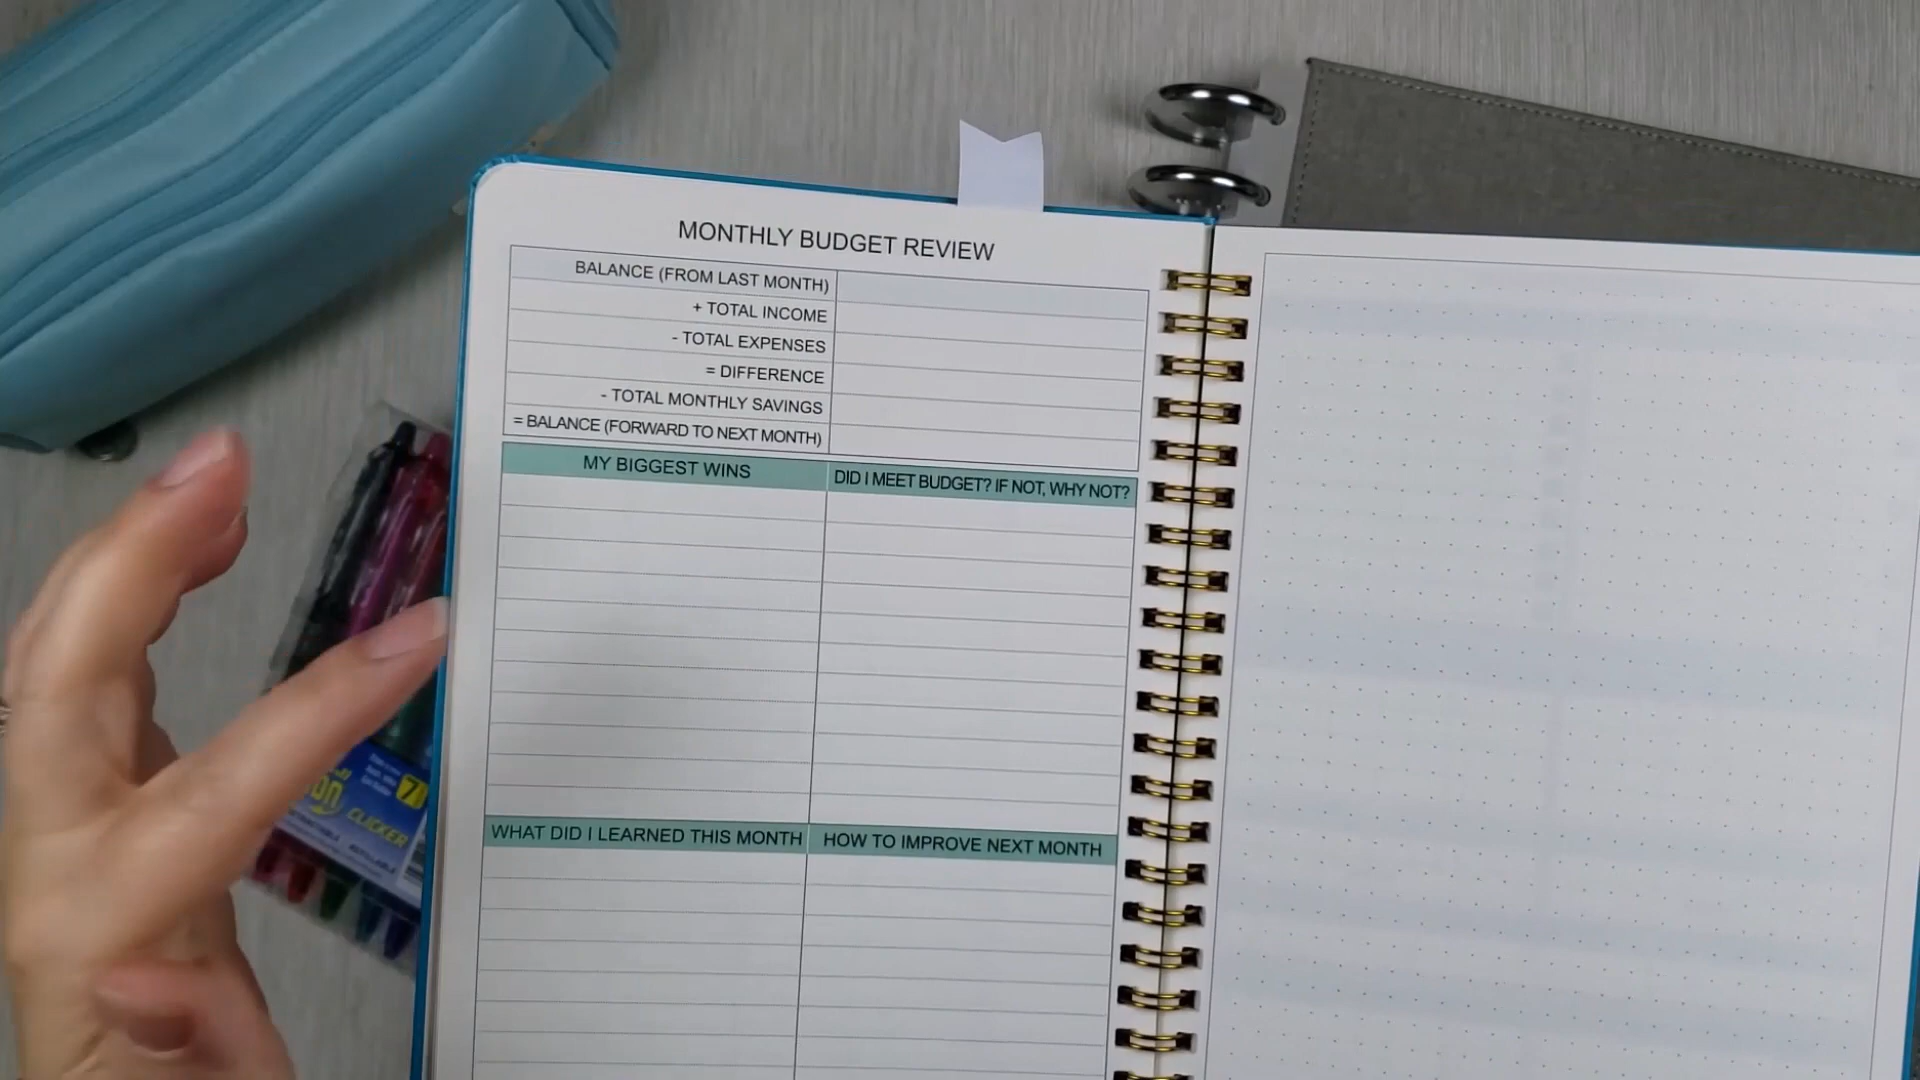 MONTHLY BUDGET REVIEW
BALANCE (FROM LAST MONTH)
+ TOTAL INCOME
- TOTAL EXPENSES
= DIFFERENCE
- TOTAL MONTHLY SAVINGS
= BALANCE (FORWARD TO NEXT MONTH)
MY BIGGEST WINS
DID I MEET BUDGET? IF NOT, WHY NOT?
WHAT DID I LEARNED THIS MONTH
HOW TO IMPROVE NEXT MONTH
7
CLICKER